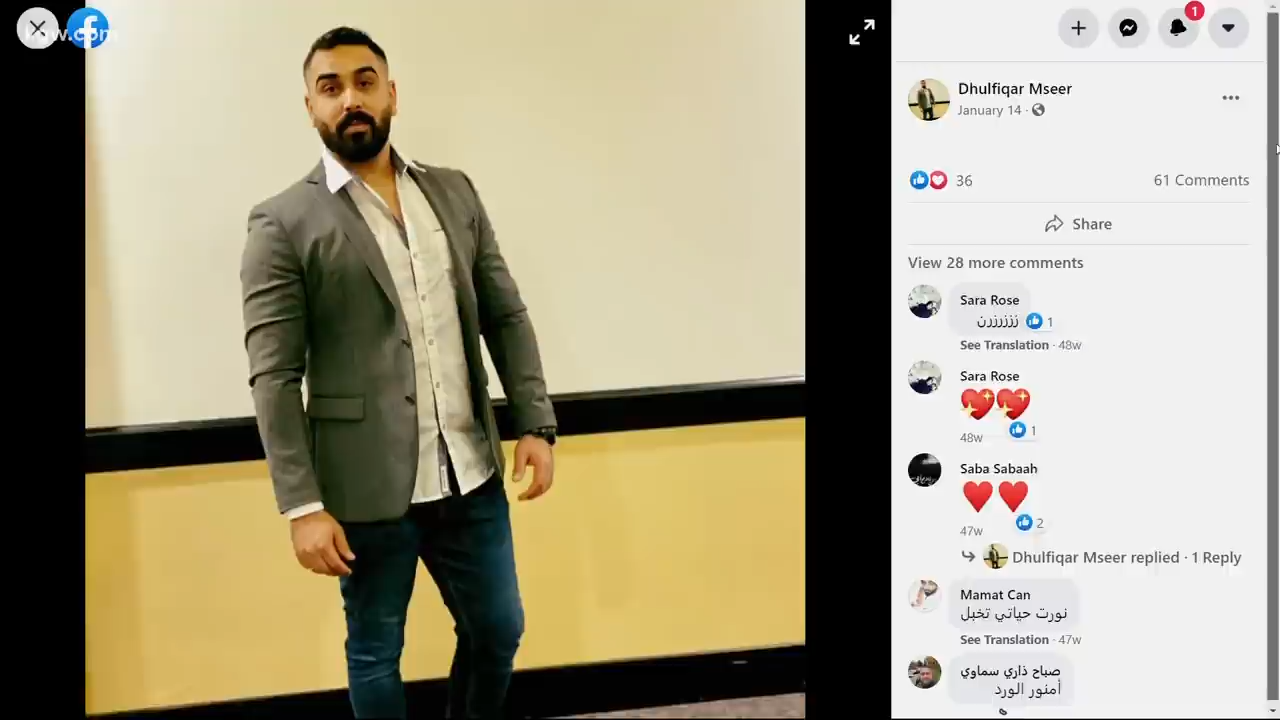 Dhulfiqar Mseer
January 14 ·
1
36
61 Comments
Share
View 28 more comments
Sara Rose
1
See Translation · 48w
Sara Rose
1
48w
Saba Sabaah
2
47w
Dhulfiqar Mseer replied · 1 Reply
Mamat Can
نورت حياتي تخبل
See Translation · 47w
صباح ذاري سماوي
أمنور الورد